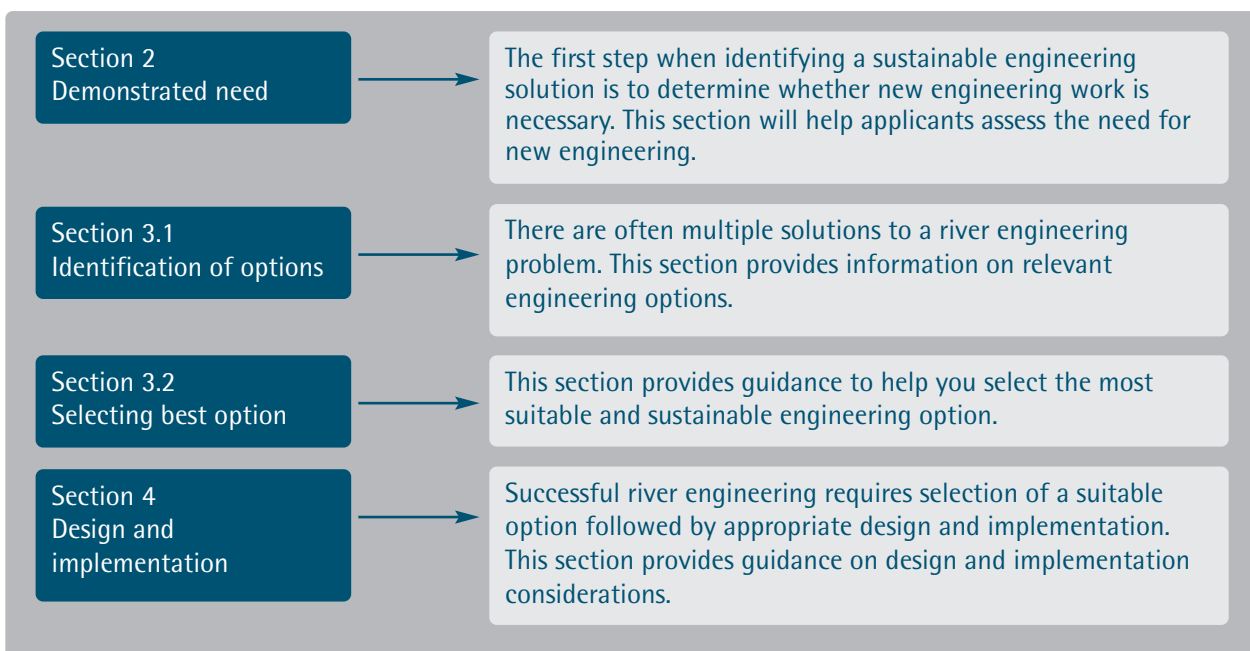 Section 2
Demonstrated need
The first step when identifying a sustainable engineering
solution is to determine whether new engineering work is
necessary. This section will help applicants assess the need for
new engineering.
Section 3.1
Identification of options
There are often multiple solutions to a river engineering
problem. This section provides information on relevant
engineering options.
Section 3.2
Selecting best option
This section provides guidance to help you select the most
suitable and sustainable engineering option.
Section 4
Design and
implementation
Successful river engineering requires selection of a suitable
option followed by appropriate design and implementation.
This section provides guidance on design and implementation
considerations.